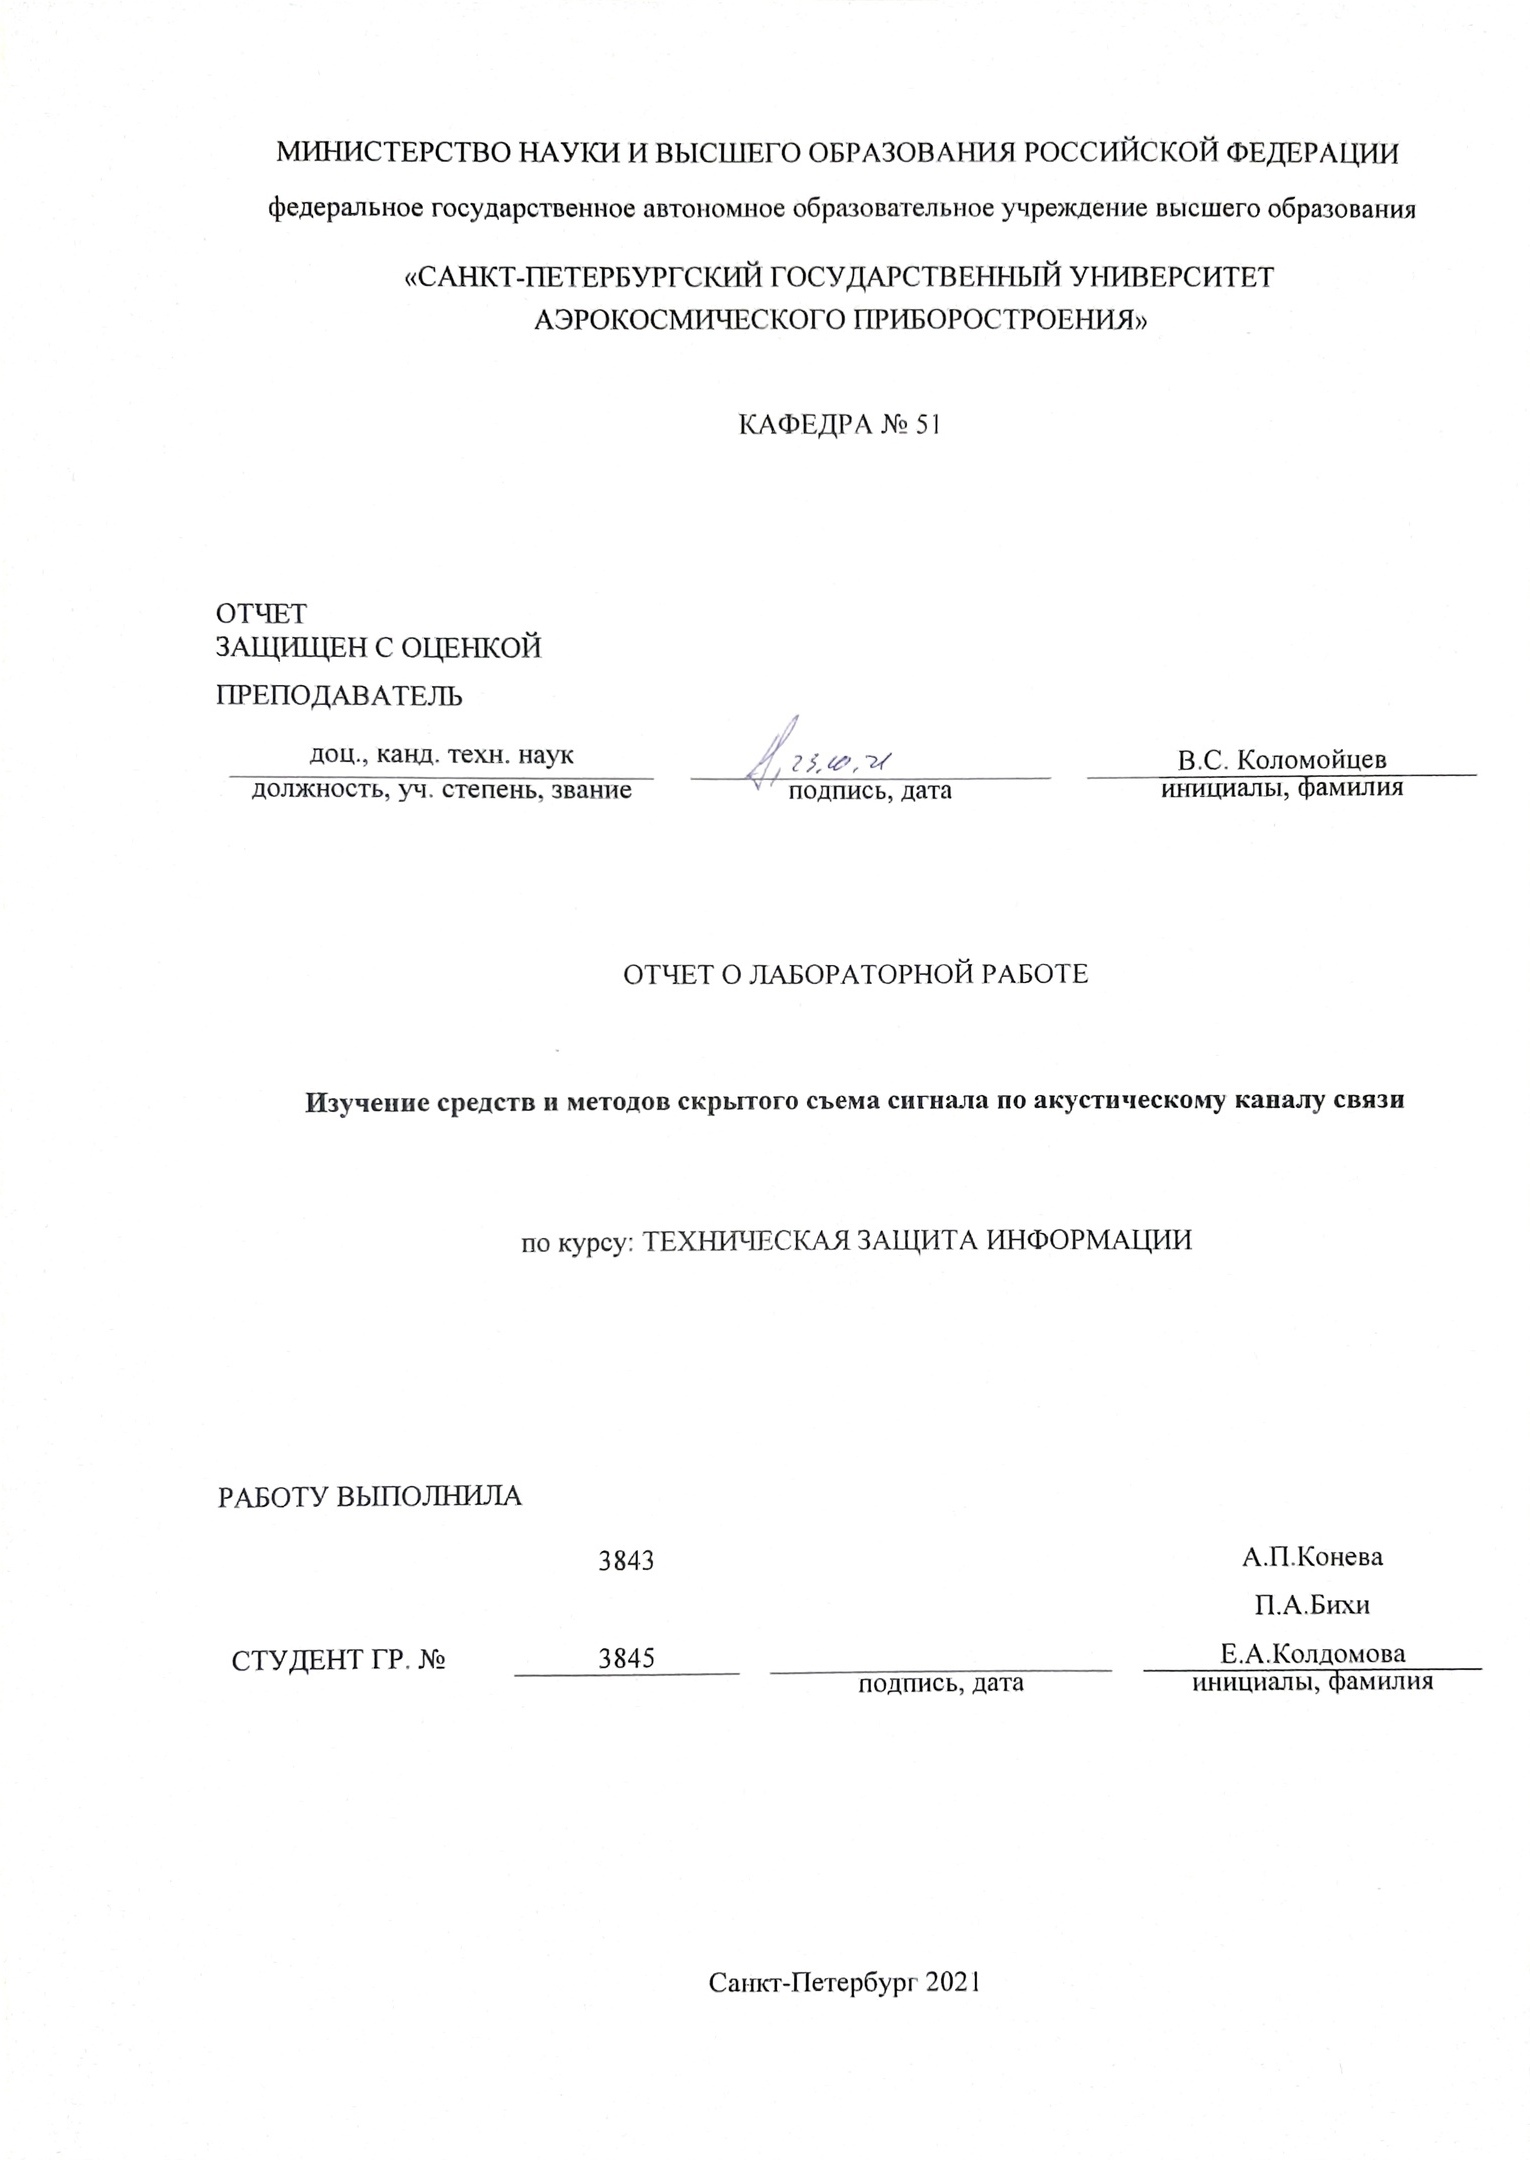 МИНИСТЕРСТВО НАУКИ И ВЫСШЕГО ОБРАЗОВАНИЯ РОССИЙСКОЙ ФЕДЕРАЦИИ
федеральное государственное автономное образовательное учреждение высшего образования
«САНКТ-ПЕТЕРБУРГСКИЙ ГОСУДАРСТВЕННЫЙ УНИВЕРСИТЕТ
АЭРОКОСМИЧЕСКОГО ПРИБОРОСТРОЕНИЯ»
КАФЕДРА № 51
ОТЧЕТ
ЗАЩИЩЕН С ОЦЕНКОЙ
ПРЕПОДАВАТЕЛЬ
доц., канд. техн. наук 23.10.21 В.С. Коломойцев
должность, уч. степень, звание подпись, дата инициалы, фамилия
ОТЧЕТ О ЛАБОРАТОРНОЙ РАБОТЕ
Изучение средств и методов скрытого съема сигнала по акустическому каналу связи
по курсу: ТЕХНИЧЕСКАЯ ЗАЩИТА ИНФОРМАЦИИ
РАБОТУ ВЫПОЛНИЛА
3843 А.П.Конева
П.А.Бихи
СТУДЕНТ ГР. № 3845 Е.А.Колдомова
подпись, дата инициалы, фамилия
Санкт-Петербург 2021